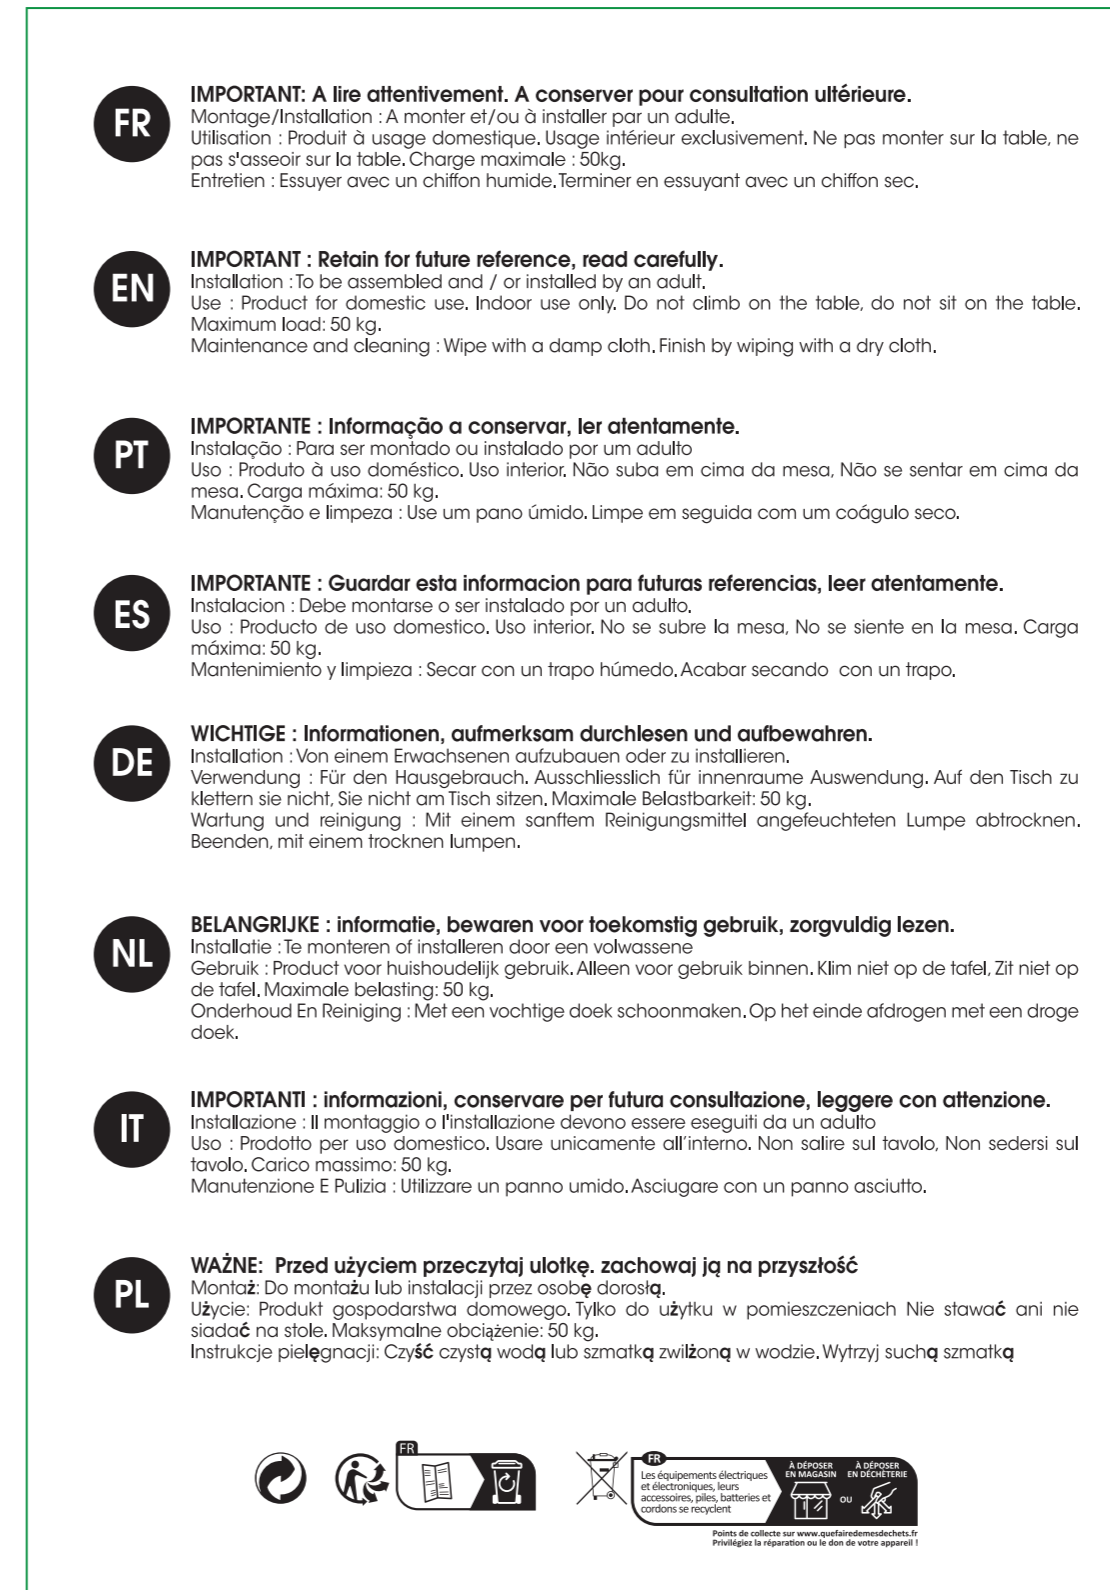 FR
IMPORTANT: A lire attentivement. A conserver pour consultation ultérieure.
Montage/Installation : A monter et/ou à installer par un adulte.
Utilisation : Produit à usage domestique. Usage intérieur exclusivement. Ne pas monter sur la table, ne
pas s'asseoir sur la table. Charge maximale : 50kg.
Entretien : Essuyer avec un chiffon humide. Terminer en essuyant avec un chiffon sec.
EN
IMPORTANT : Retain for future reference, read carefully.
Installation : To be assembled and / or installed by an adult.
Use : Product for domestic use. Indoor use only. Do not climb on the table, do not sit on the table.
Maximum load: 50 kg.
Maintenance and cleaning : Wipe with a damp cloth. Finish by wiping with a dry cloth.
PT
IMPORTANTE : Informação a conservar, ler atentamente.
Instalação : Para ser montado ou instalado por um adulto
Uso : Produto à uso doméstico. Uso interior. Não suba em cima da mesa, Não se sentar em cima da
mesa. Carga máxima: 50 kg.
Manutenção e limpeza : Use um pano úmido. Limpe em seguida com um coágulo seco.
ES
IMPORTANTE : Guardar esta informacion para futuras referencias, leer atentamente.
Instalacion : Debe montarse o ser instalado por un adulto.
Uso : Producto de uso domestico. Uso interior. No se subre la mesa, No se siente en la mesa. Carga
máxima: 50 kg.
Mantenimiento y limpieza : Secar con un trapo húmedo. Acabar secando con un trapo.
DE
WICHTIGE : Informationen, aufmerksam durchlesen und aufbewahren.
Installation : Von einem Erwachsenen aufzubauen oder zu installieren.
Verwendung : Für den Hausgebrauch. Ausschliesslich für innenraume Auswendung. Auf den Tisch zu
klettern sie nicht, Sie nicht am Tisch sitzen. Maximale Belastbarkeit: 50 kg.
Wartung und reinigung : Mit einem sanftem Reinigungsmittel angefeuchteten Lumpe abtrocknen.
Beenden, mit einem trocknen lumpen.
NL
BELANGRIJKE : informatie, bewaren voor toekomstig gebruik, zorgvuldig lezen.
Installatie : Te monteren of installeren door een volwassene
Gebruik : Product voor huishoudelijk gebruik. Alleen voor gebruik binnen. Klim niet op de tafel, Zit niet op
de tafel. Maximale belasting: 50 kg.
Onderhoud En Reiniging : Met een vochtige doek schoonmaken. Op het einde afdrogen met een droge
doek.
IT
IMPORTANTI : informazioni, conservare per futura consultazione, leggere con attenzione.
Installazione : Il montaggio o l'installazione devono essere eseguiti da un adulto
Uso : Prodotto per uso domestico. Usare unicamente all'interno. Non salire sul tavolo, Non sedersi sul
tavolo. Carico massimo: 50 kg.
Manutenzione E Pulizia : Utilizzare un panno umido. Asciugare con un panno asciutto.
PL
WAŻNE: Przed użyciem przeczytaj ulotkę. zachowaj ją na przyszłość
Montaż: Do montażu lub instalacji przez osobę dorosłą.
Użycie: Produkt gospodarstwa domowego. Tylko do użytku w pomieszczeniach Nie stawać ani nie
siadać na stole. Maksymalne obciążenie: 50 kg.
Instrukcje pielęgnacji: Czyść czystą wodą lub szmatką zwilżoną w wodzie. Wytrzyj suchą szmatką
FR
FR
Les équipements électriques
et électroniques, leurs
accessoires, piles, batteries et
cordons se recyclent
À DÉPOSER
EN MAGASIN
OU
À DÉPOSER
EN DÉCHÈTERIE
Points de collecte sur www.quefairedemesdechets.fr
Privilégiez la réparation ou le don de votre appareil !